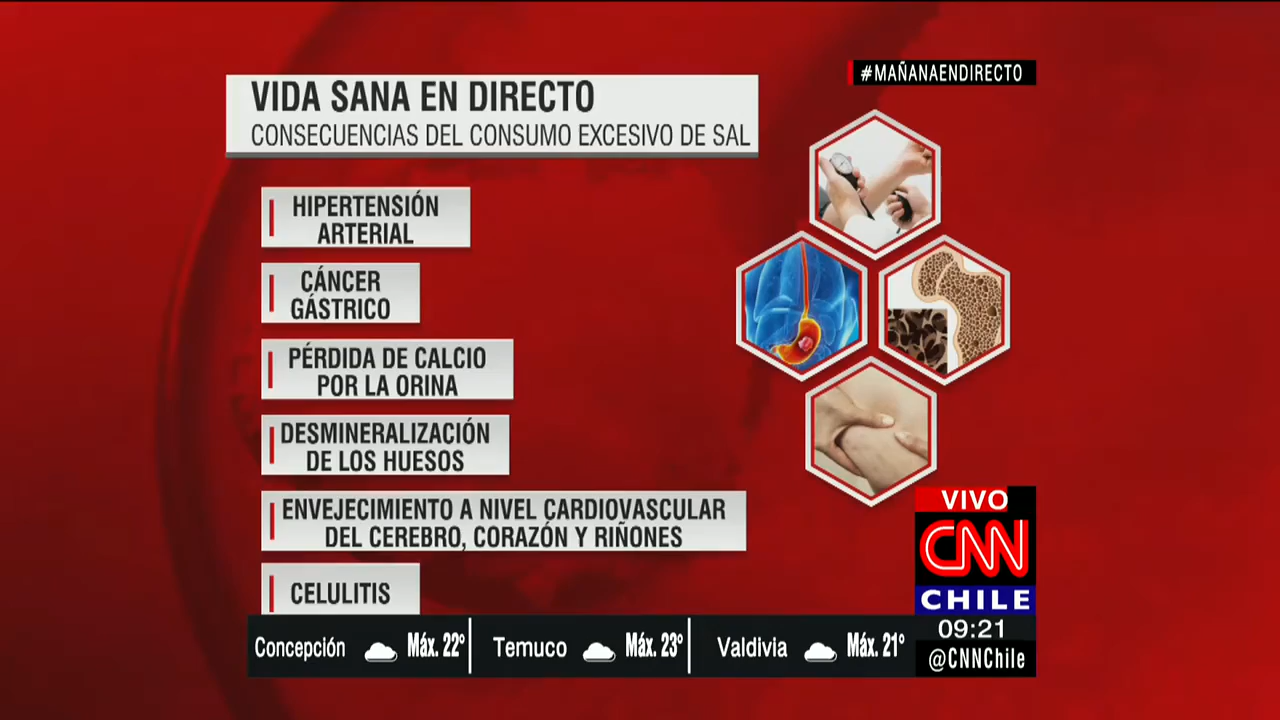 #MAÑANAENDIRECTO
VIDA SANA EN DIRECTO
CONSECUENCIAS DEL CONSUMO EXCESIVO DE SAL
HIPERTENSIÓN
ARTERIAL
CÁNCER
GÁSTRICO
PÉRDIDA DE CALCIO
POR LA ORINA
DESMINERALIZACIÓN
DE LOS HUESOS
ENVEJECIMIENTO A NIVEL CARDIOVASCULAR
DEL CEREBRO, CORAZÓN Y RIÑONES
CELULITIS
VIVO
CNN
CHILE
09:21
@CNNChile
Concepción Máx. 22° Temuco Máx. 23° Valdivia Máx. 21°